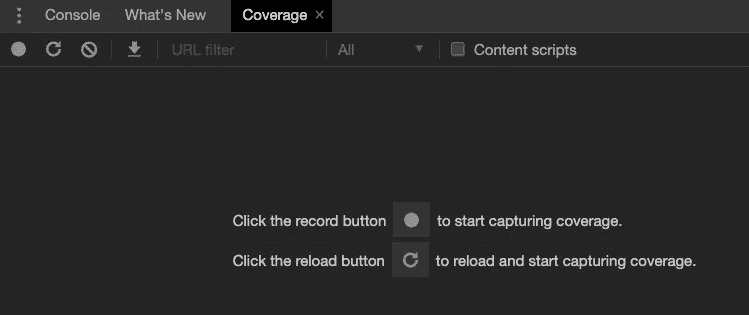 Console What's New Coverage ×
URL filter All Content scripts
Click the record button to start capturing coverage.
Click the reload button to reload and start capturing coverage.